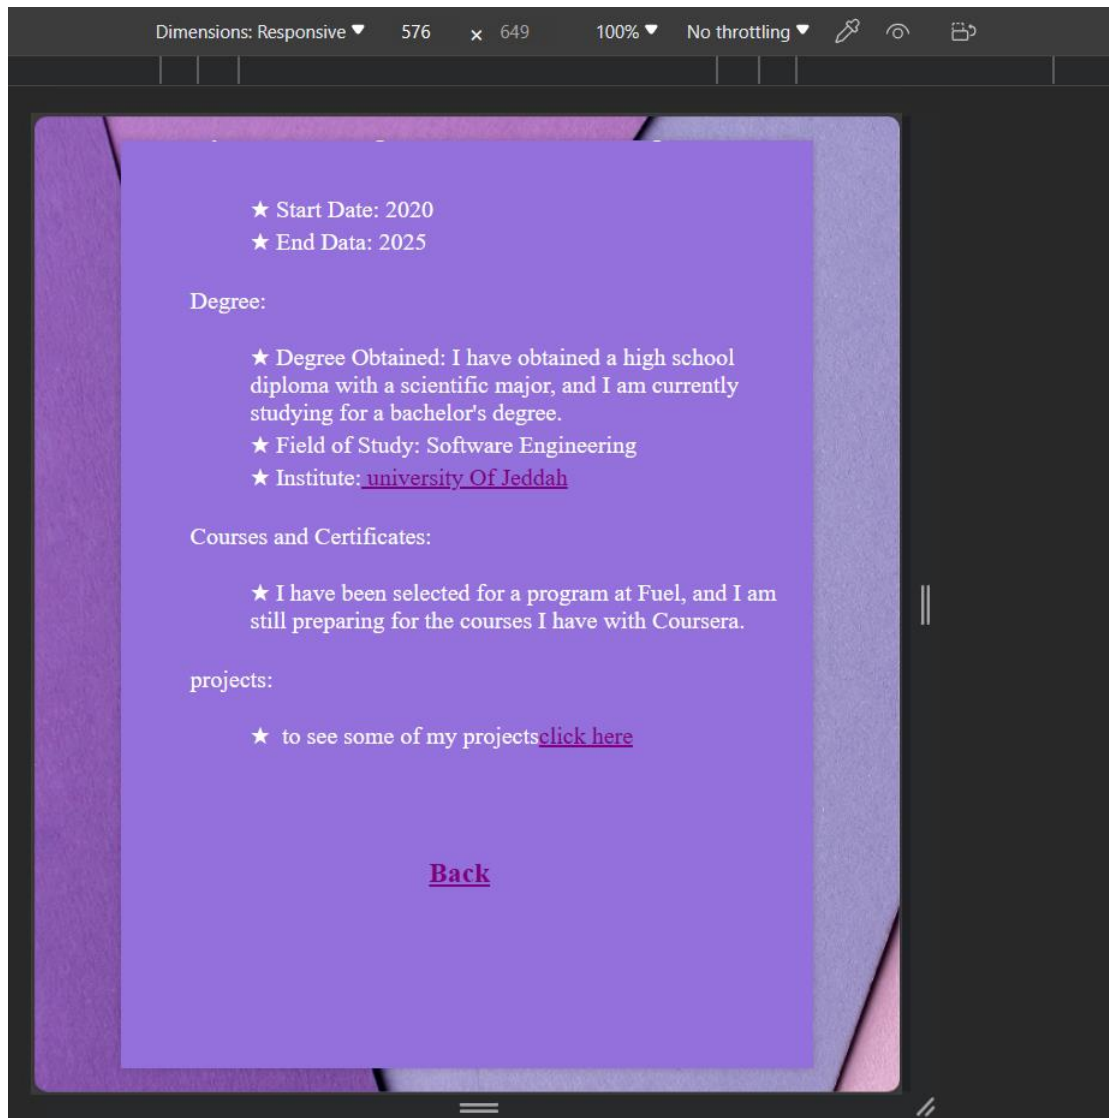 Dimensions: Responsive ▼ 576 × 649 100% ▼ No throttling ▼
★ Start Date: 2020
★ End Data: 2025
Degree:
★ Degree Obtained: I have obtained a high school
diploma with a scientific major, and I am currently
studying for a bachelor's degree.
★ Field of Study: Software Engineering
★ Institute: university Of Jeddah
Courses and Certificates:
★ I have been selected for a program at Fuel, and I am
still preparing for the courses I have with Coursera.
projects:
★ to see some of my projectsclick here
Back